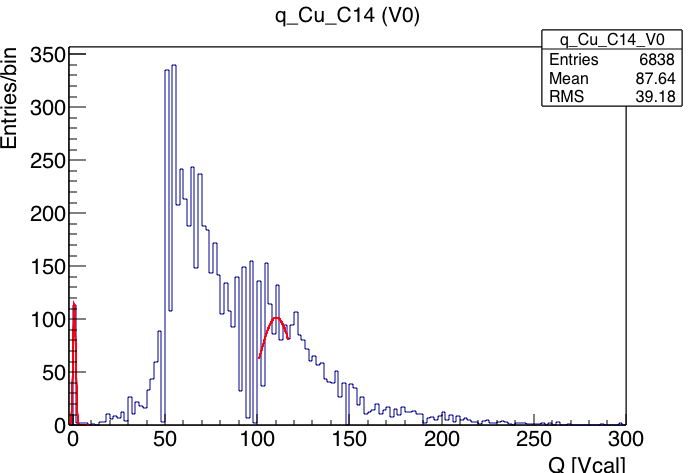 q_Cu_C14 (V0)
q_Cu_C14_V0
Entries 6838
Mean 87.64
RMS 39.18
Entries/bin
350
300
250
200
150
100
50
0
0 50 100 150 200 250 300
Q [Vcal]